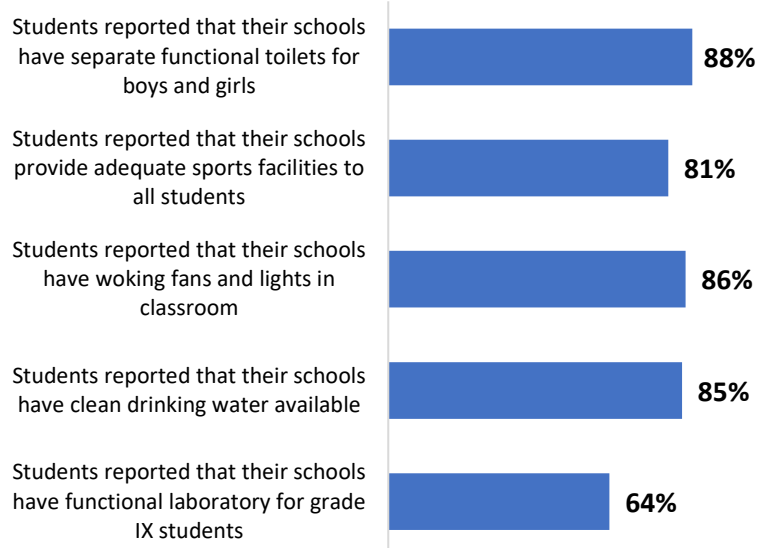 Students reported that their schools
have separate functional toilets for
boys and girls
88%
Students reported that their schools
provide adequate sports facilities to
all students
81%
Students reported that their schools
have woking fans and lights in
classroom
86%
Students reported that their schools
have clean drinking water available
85%
Students reported that their schools
have functional laboratory for grade
IX students
64%